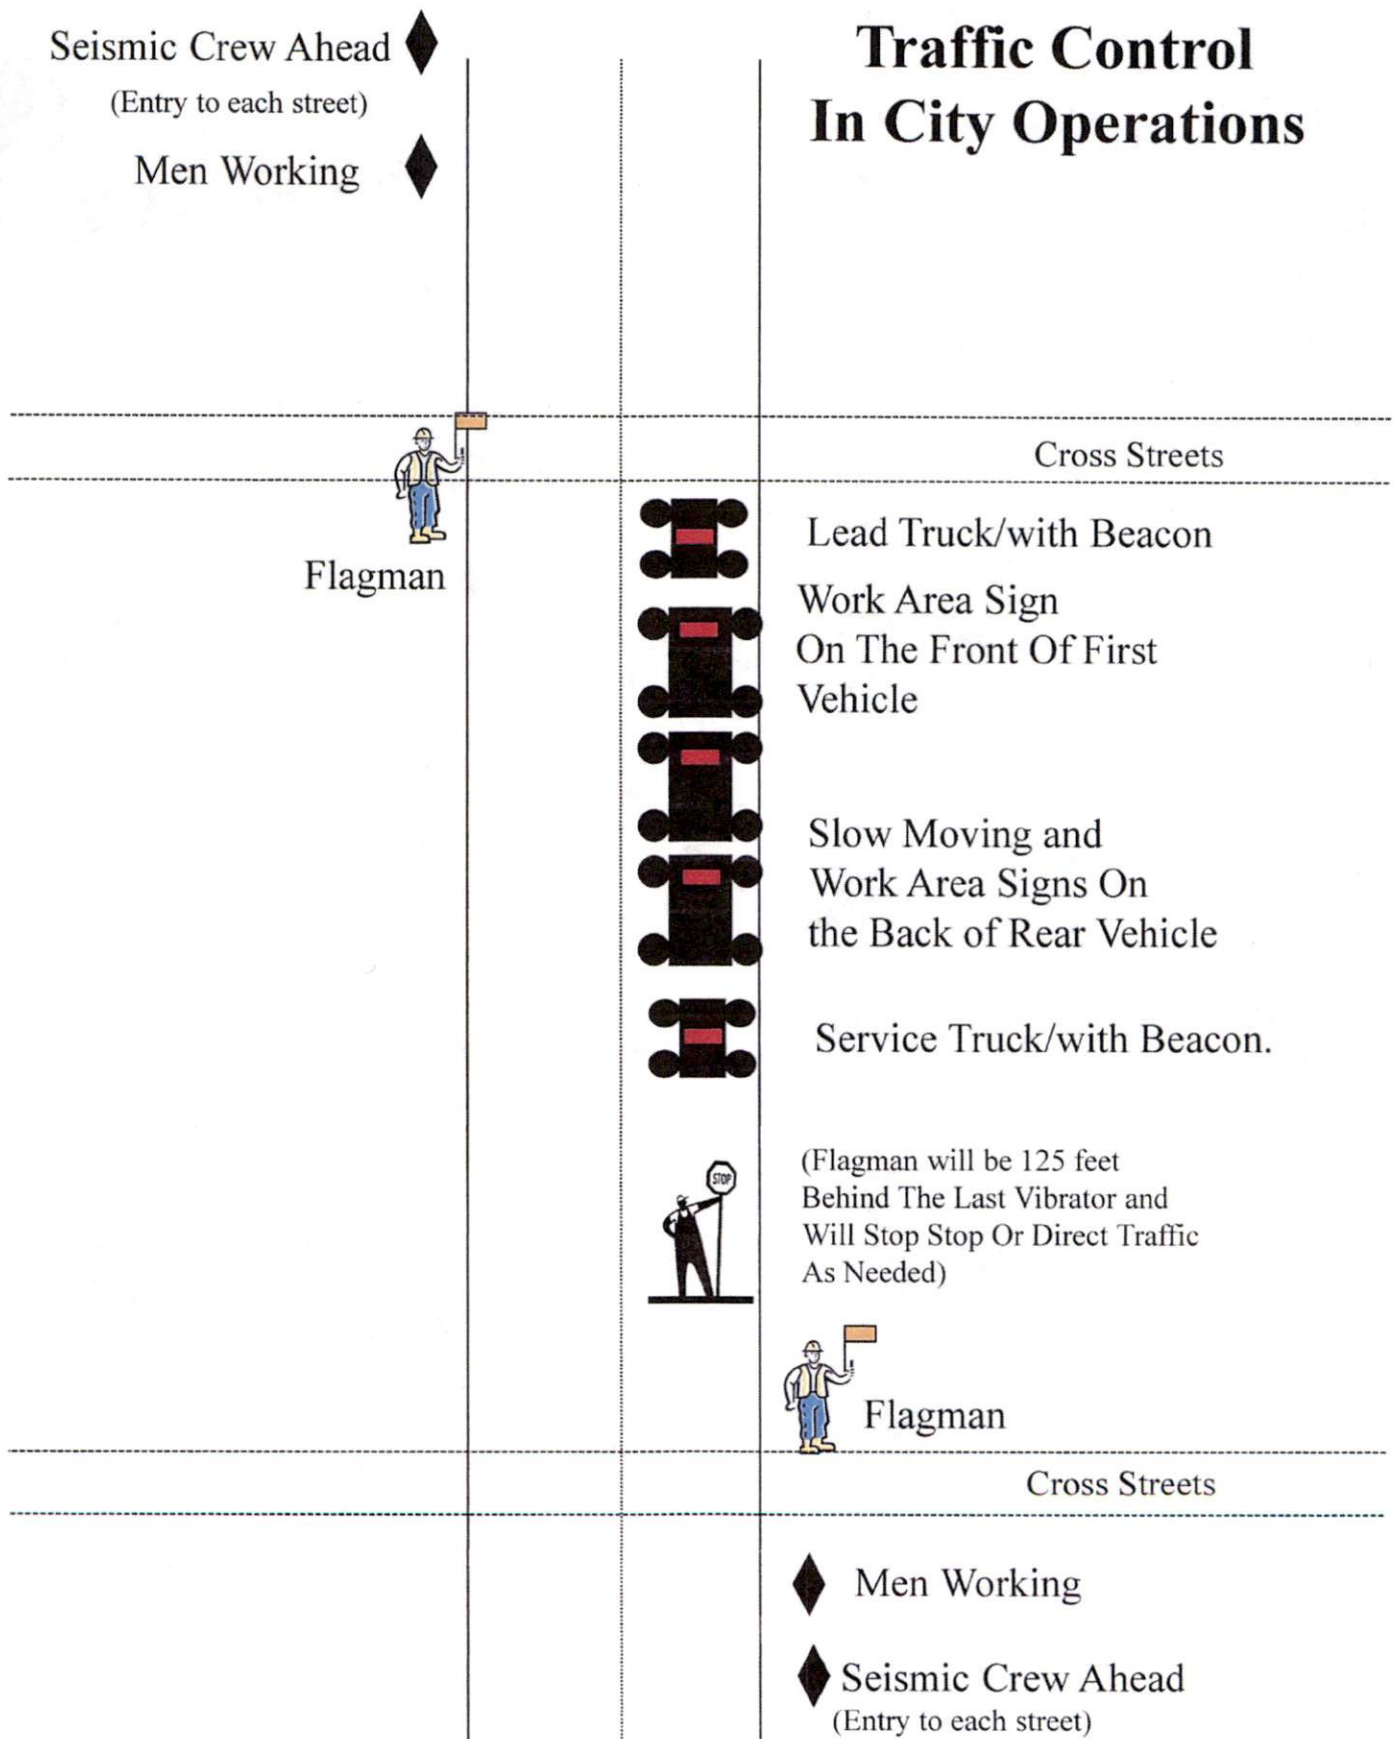 Traffic Control
In City Operations
Seismic Crew Ahead
(Entry to each street)
Men Working
Cross Streets
Flagman
Lead Truck/with Beacon
Work Area Sign
On The Front Of First
Vehicle
Slow Moving and
Work Area Signs On
the Back of Rear Vehicle
Service Truck/with Beacon.
STOP
(Flagman will be 125 feet
Behind The Last Vibrator and
Will Stop Stop Or Direct Traffic
As Needed)
Flagman
Cross Streets
Men Working
Seismic Crew Ahead
(Entry to each street)